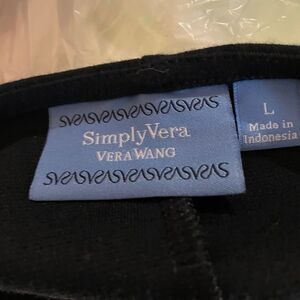 SimplyVera
VERA WANG
L
Made in
Indonesia